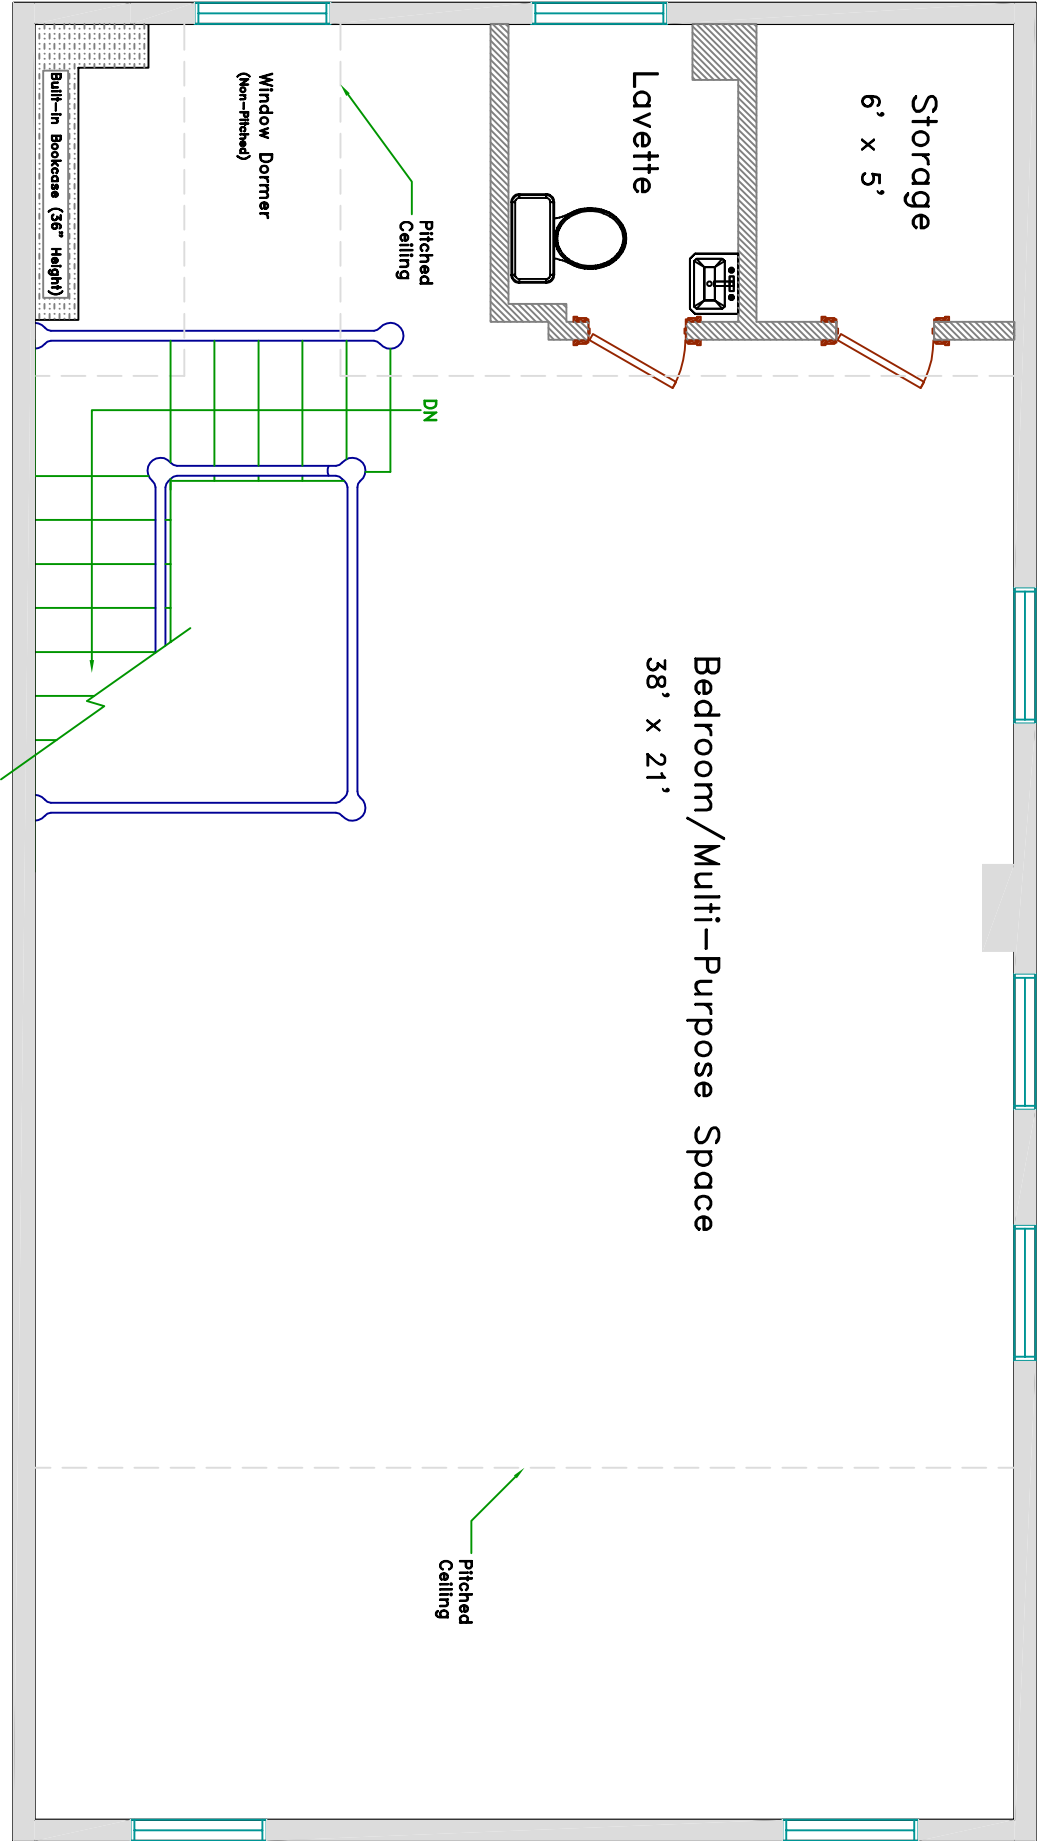 Storage
6' x 5'
Lavette
Pitched
Ceiling
Window Dormer
(Non-Pitched)
Built-in Bookcase (36" Height)
DN
Bedroom/Multi-Purpose Space
38' x 21'
Pitched
Ceiling